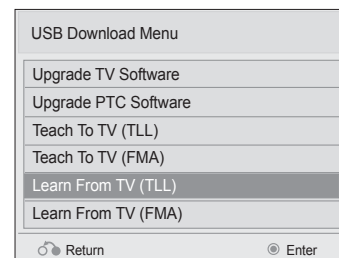 USB Download Menu
Upgrade TV Software
Upgrade PTC Software
Teach To TV (TLL)
Teach To TV (FMA)
Learn From TV (TLL)
Learn From TV (FMA)
Return Enter